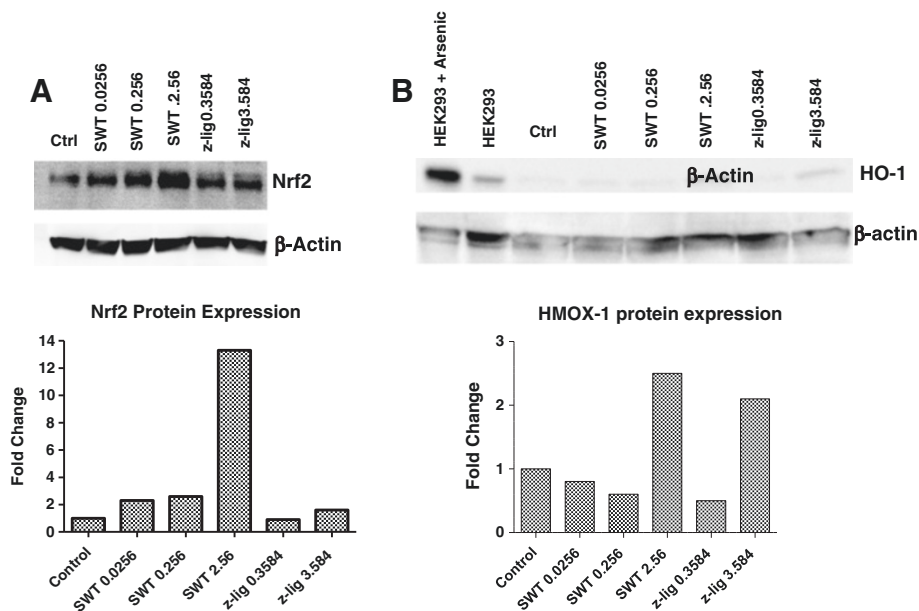 A
Ctrl
SWT 0.0256
SWT 0.256
SWT .2.56
z-lig0.3584
z-lig3.584
Nrf2
β-Actin
Nrf2 Protein Expression
Fold Change
14
12
10
8
6
4
2
0
Control
SWT 0.0256
SWT 0.256
SWT 2.56
z-lig 0.3584
z-lig 3.584
B
HEK293 + Arsenic
HEK293
Ctrl
SWT 0.0256
SWT 0.256
SWT .2.56
z-lig0.3584
z-lig3.584
β-Actin
HO-1
β-actin
HMOX-1 protein expression
Fold Change
3
2
1
0
Control
SWT 0.0256
SWT 0.256
SWT 2.56
z-lig 0.3584
z-lig 3.584